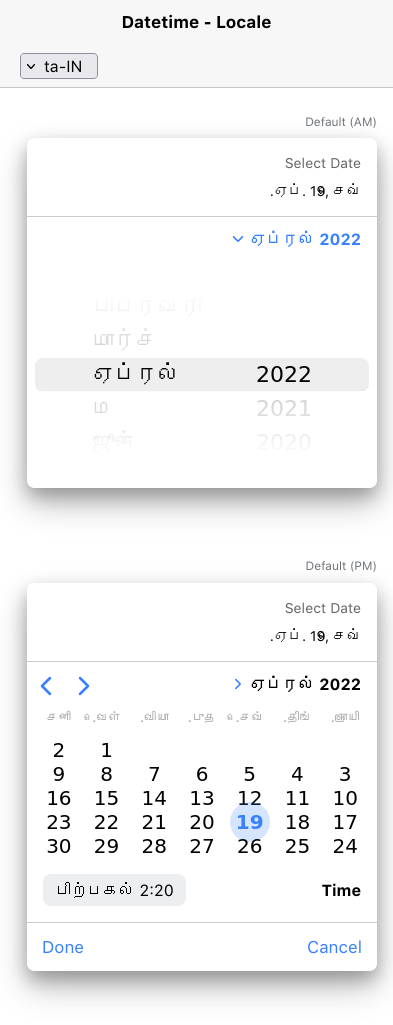 Datetime - Locale
ta-IN
Default (AM)
Select Date
.ஏப். 19, சவ்
ஏப்ரல் 2022
பிப்ரவரி
மார்ச்
ஏப்ரல் 2022
ம 2021
ஜூன் 2020
Default (PM)
Select Date
.ஏப். 19, சவ்
ஏப்ரல் 2022
சனி .வெள் .வியா .புத .செவ் .திங் .ஞாயி
2 1
9 8 7 6 5 4 3
16 15 14 13 12 11 10
23 22 21 20 19 18 17
30 29 28 27 26 25 24
பிற்பகல் 2:20 Time
Done Cancel